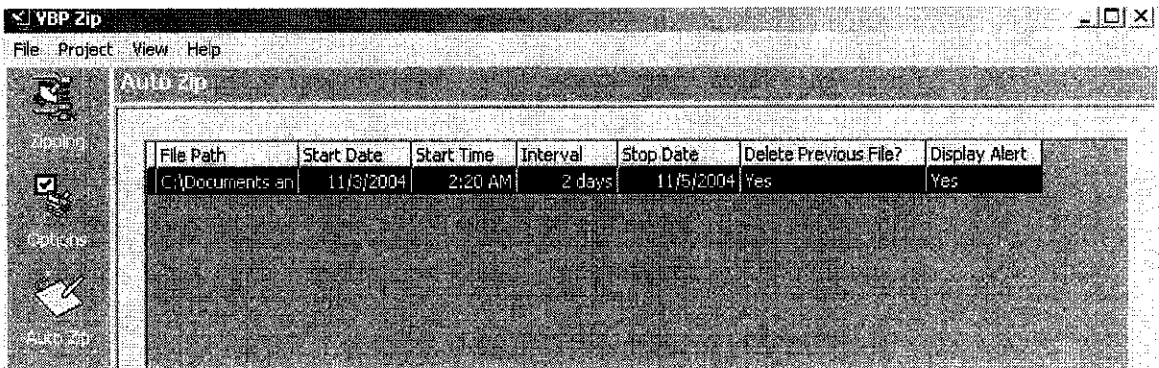 VBP Zip
File Project View Help
Auto Zip
Zipping
File Path Start Date Start Time Interval Stop Date Delete Previous File? Display Alert
C:\Documents an 11/3/2004 2:20 AM 2 days 11/5/2004 Yes Yes
Options
Auto Zip